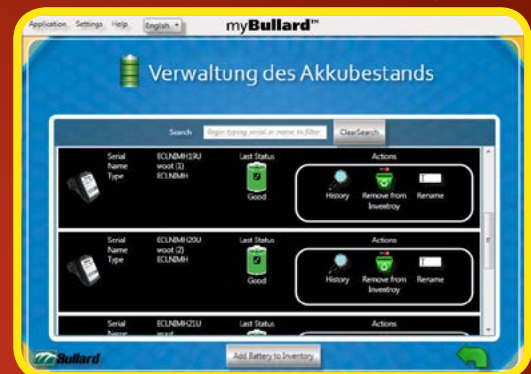 Application Settings Help English myBullard™
Verwaltung des Akkubestands
Search Begin typing serial or name to filter ClearSearch
Serial ECLNIMH19U Last Status Actions
Name woot (1)
Type ECLNIMH
Good History Remove from Inventroy Rename
Serial ECLNIMH20U Last Status Actions
Name woot (2)
Type ECLNIMH
Good History Remove from Inventroy Rename
Serial ECLNIMH21U Last Status Actions
Name woot
Bullard Add Battery to Inventory